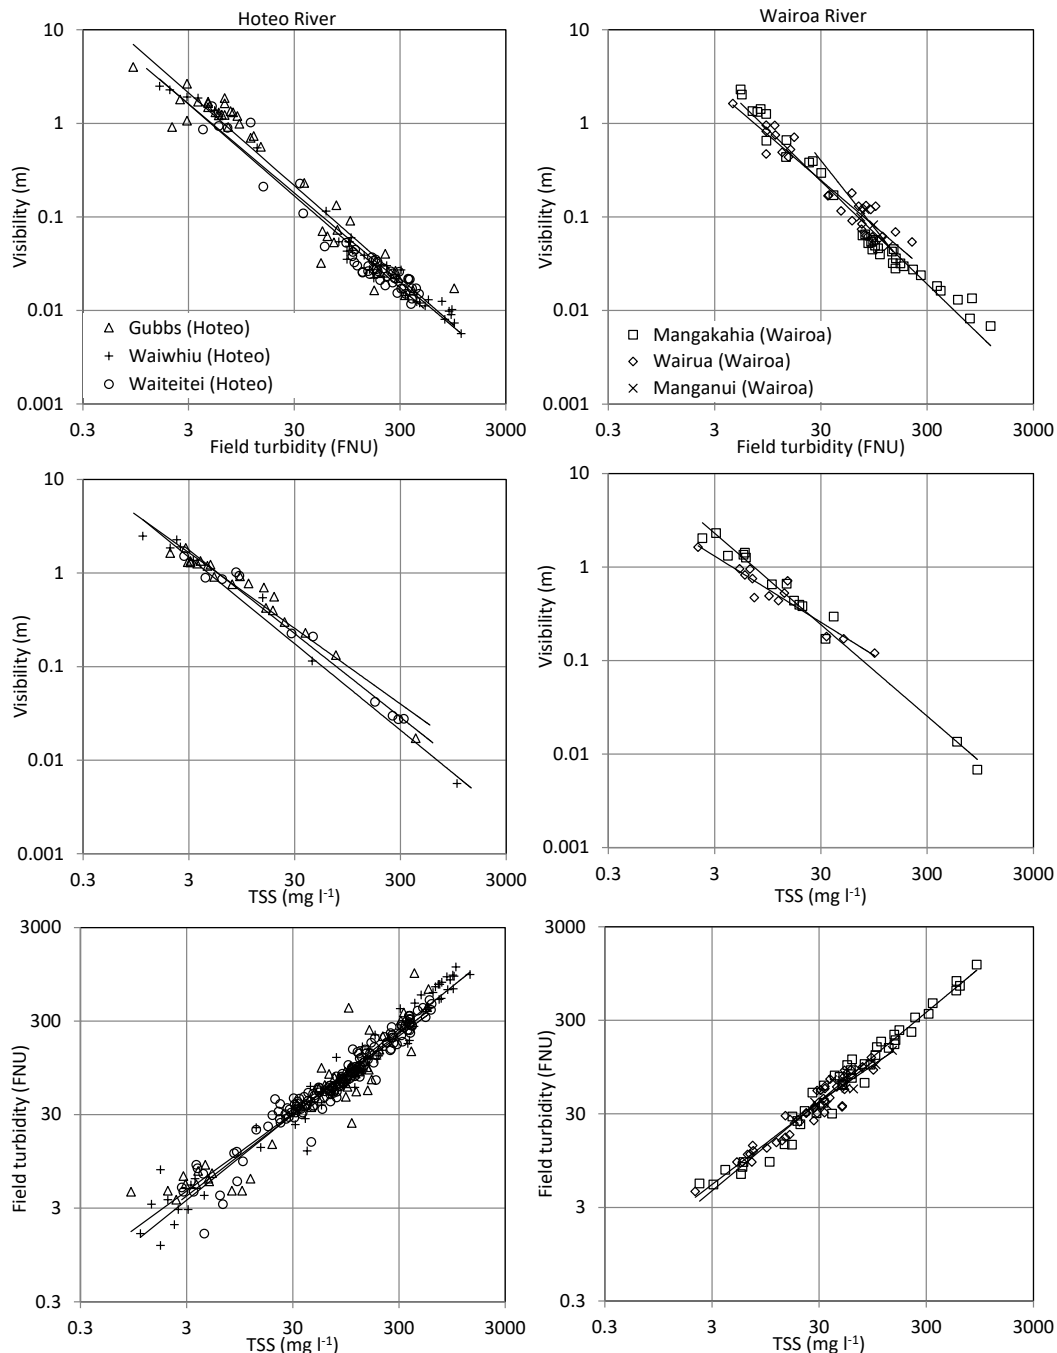 Hoteo River
10
1
0.1
0.01
0.001
Visibility (m)
Gubbs (Hoteo)
Waiwhiu (Hoteo)
Waiteitei (Hoteo)
0.3 3 30 300 3000
Field turbidity (FNU)
Wairoa River
10
1
0.1
0.01
0.001
Visibility (m)
Mangakahia (Wairoa)
Wairua (Wairoa)
Manganui (Wairoa)
0.3 3 30 300 3000
Field turbidity (FNU)
10
1
0.1
0.01
0.001
Visibility (m)
0.3 3 30 300 3000
TSS (mg l⁻¹)
10
1
0.1
0.01
0.001
Visibility (m)
0.3 3 30 300 3000
TSS (mg l⁻¹)
3000
300
30
3
0.3
Field turbidity (FNU)
0.3 3 30 300 3000
TSS (mg l⁻¹)
3000
300
30
3
0.3
Field turbidity (FNU)
0.3 3 30 300 3000
TSS (mg l⁻¹)